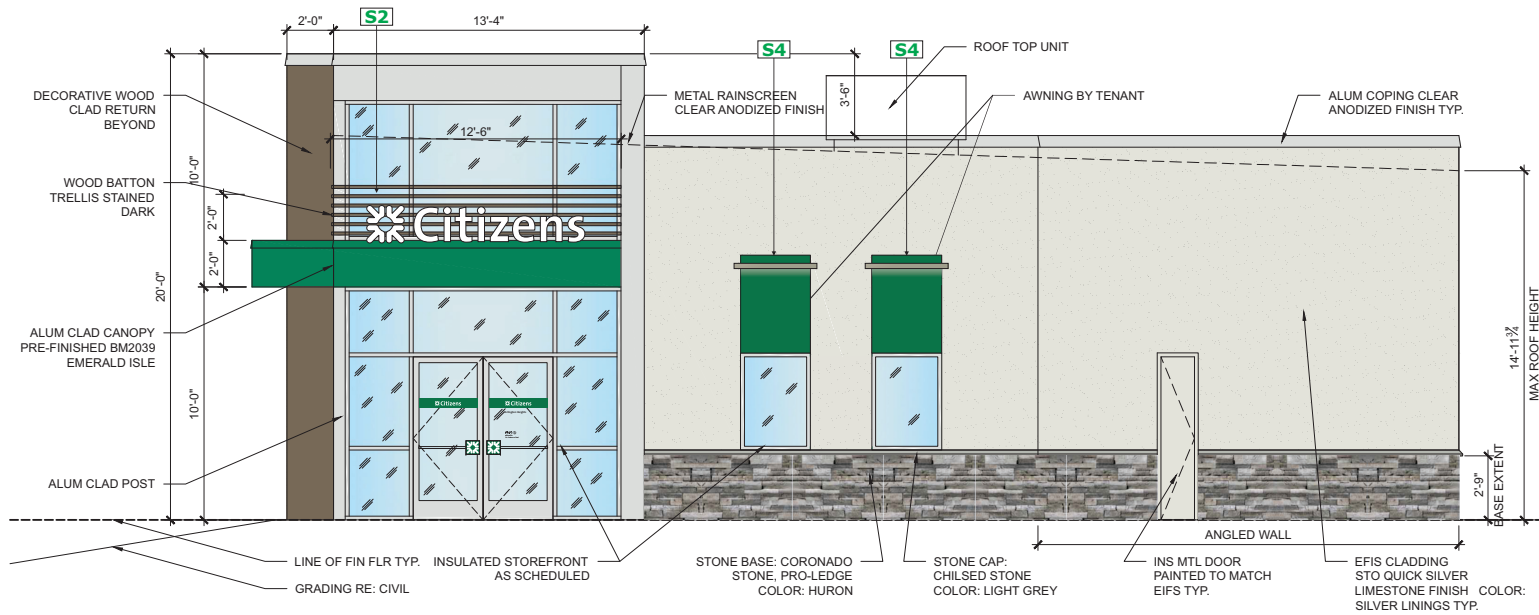 2'-0"
S2
13'-4"
S4
S4
ROOF TOP UNIT
DECORATIVE WOOD
CLAD RETURN
BEYOND
METAL RAINSCREEN
CLEAR ANODIZED FINISH
3'-6"
AWNING BY TENANT
ALUM COPING CLEAR
ANODIZED FINISH TYP.
12'-6"
10'-0"
WOOD BATTON
TRELLIS STAINED
DARK
2'-0"
Citizens
2'-0"
20'-0"
ALUM CLAD CANOPY
PRE-FINISHED BM2039
EMERALD ISLE
14'-11¾"
MAX ROOF HEIGHT
10'-0"
Citizens
Citizens
ALUM CLAD POST
2'-9"
BASE EXTENT
ANGLED WALL
LINE OF FIN FLR TYP.
GRADING RE: CIVIL
INSULATED STOREFRONT
AS SCHEDULED
STONE BASE: CORONADO
STONE, PRO-LEDGE
COLOR: HURON
STONE CAP:
CHILSED STONE
COLOR: LIGHT GREY
INS MTL DOOR
PAINTED TO MATCH
EIFS TYP.
EFIS CLADDING
STO QUICK SILVER
LIMESTONE FINISH COLOR:
SILVER LININGS TYP.